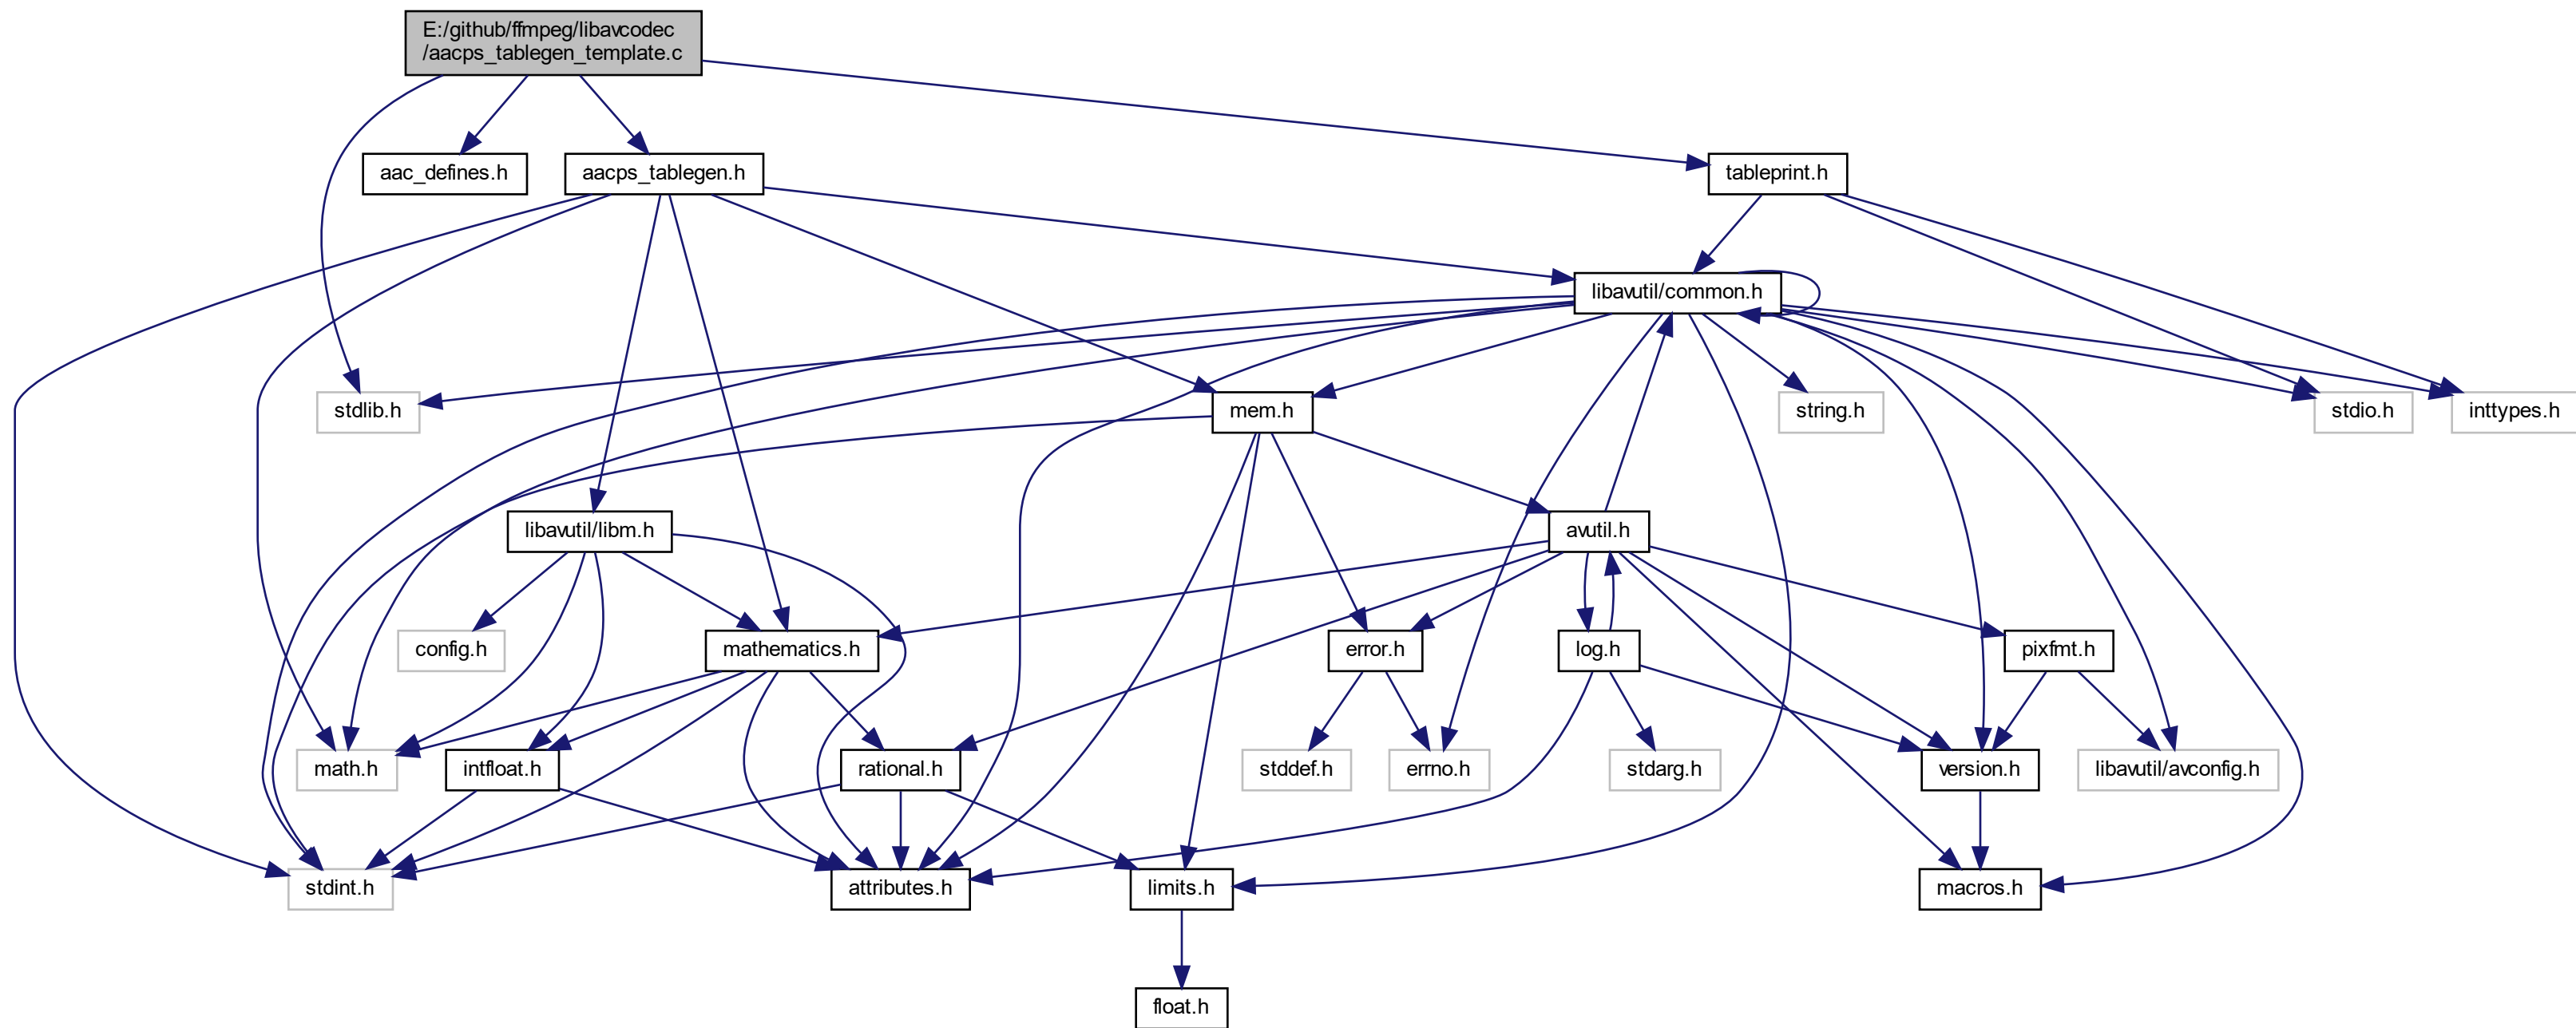 E:/github/ffmpeg/libavcodec
/aacps_tablegen_template.c
aac_defines.h
aacps_tablegen.h
tableprint.h
libavutil/common.h
stdlib.h
mem.h
string.h
stdio.h
inttypes.h
libavutil/libm.h
avutil.h
config.h
mathematics.h
error.h
log.h
pixfmt.h
math.h
intfloat.h
rational.h
stddef.h
errno.h
stdarg.h
version.h
libavutil/avconfig.h
stdint.h
attributes.h
limits.h
macros.h
float.h